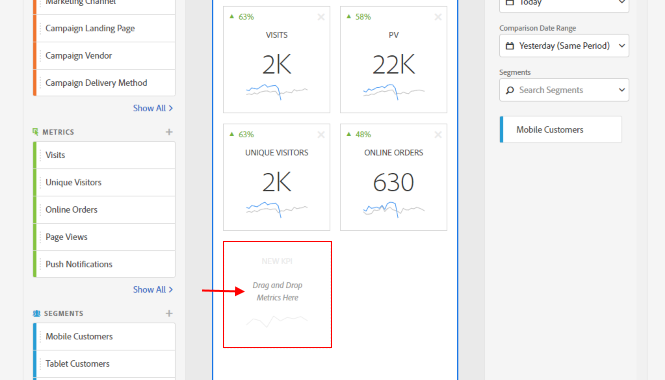 Marketing Channel
Campaign Landing Page
Campaign Vendor
Campaign Delivery Method
Show All
METRICS
Visits
Unique Visitors
Online Orders
Page Views
Push Notifications
Show All
SEGMENTS
Mobile Customers
Tablet Customers
63%
VISITS
2K
58%
PV
22K
63%
UNIQUE VISITORS
2K
48%
ONLINE ORDERS
630
NEW KPI
Drag and Drop
Metrics Here
Today
Comparison Date Range
Yesterday (Same Period)
Segments
Search Segments
Mobile Customers